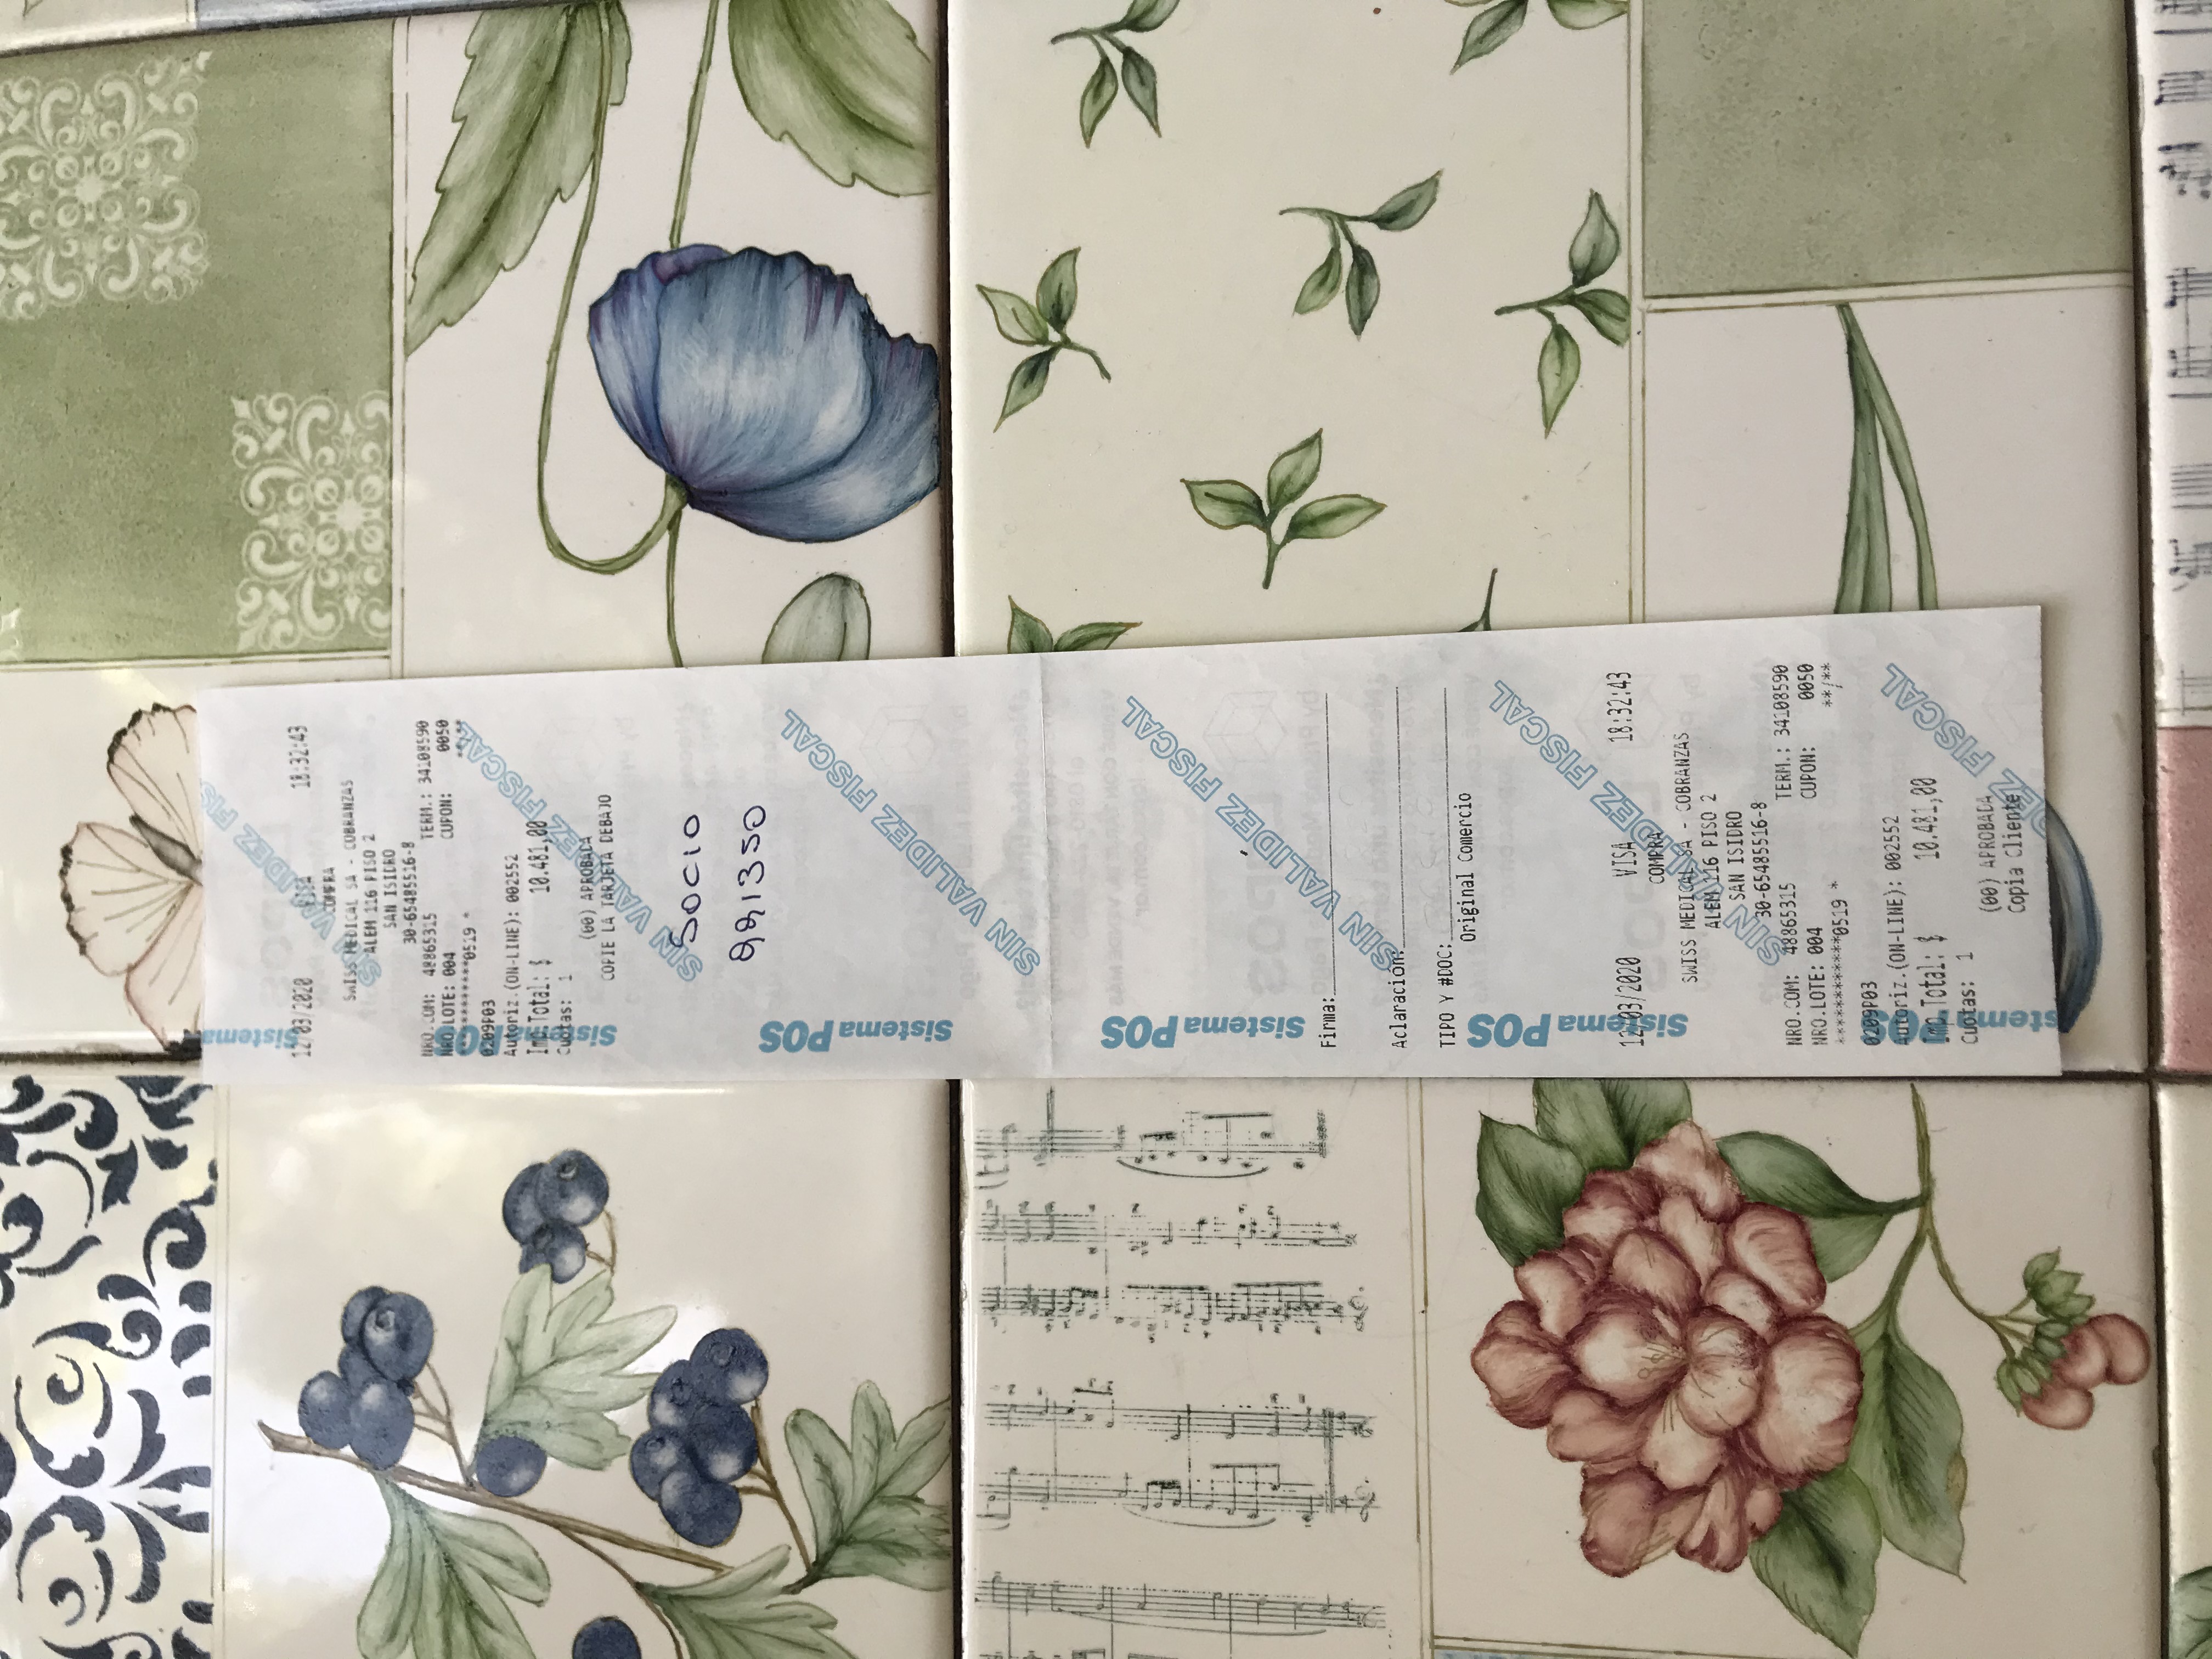 12/03/2020 VISA 18:32:43
COMPRA
SWISS MEDICAL SA - COBRANZAS
ALEM 116 PISO 2
SAN ISIDRO
30-65485516-8
NRO.COM: 48865315 TERM.: 34108590
NRO.LOTE: 004 CUPON: 0050
************0519 * **/**
0209P03
Autoriz.(ON-LINE): 002552
Imp.Total: $ 10.481,00
Cuotas: 1
(00) APROBADA
COPIE LA TARJETA DEBAJO
SOCIO
221350
Firma:
Aclaración:
TIPO Y #DOC:
Original Comercio
12/03/2020 VISA 18:32:43
COMPRA
SWISS MEDICAL SA - COBRANZAS
ALEM 116 PISO 2
SAN ISIDRO
30-65485516-8
NRO.COM: 48865315 TERM.: 34108590
NRO.LOTE: 004 CUPON: 0050
************0519 * **/**
0209P03
Autoriz.(ON-LINE): 002552
Imp.Total: $ 10.481,00
Cuotas: 1
(00) APROBADA
Copia Cliente
Sistema
Sistema POS
Sistema POS
Sistema POS
Sistema POS
stema POS
SIN VALIDEZ FIS
SIN VALIDEZ FISCAL
SIN VALIDEZ FISCAL
SIN VALIDEZ FISCAL
SIN VALIDEZ FISCAL
DEZ FISCAL